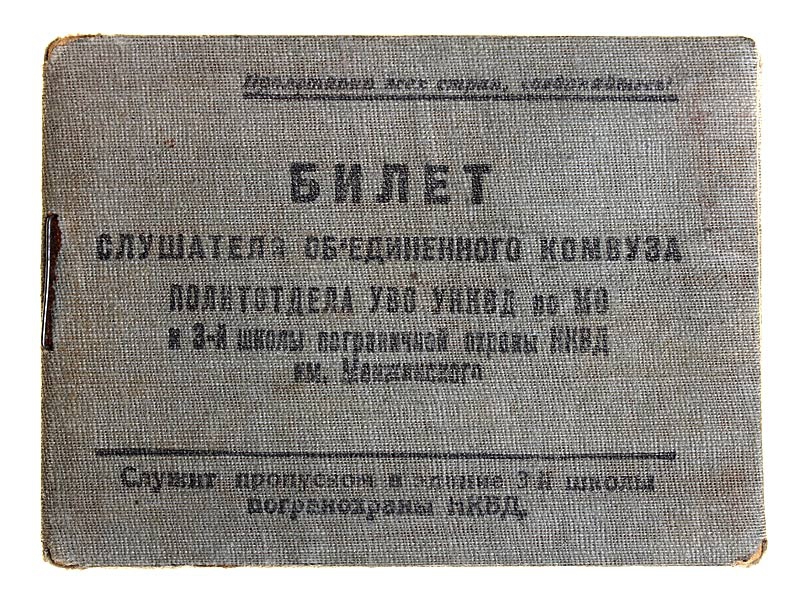 Пролетарии всех стран, соединяйтесь!
БИЛЕТ
СЛУШАТЕЛЯ ОБ'ЕДИНЕННОГО КОМВУЗА
ПОЛИТОТДЕЛА УВО УНКВД по МО
и 3-й школы пограничной охраны НКВД
им. Менжинского
Служит пропуском в здание 3-й школы
погранохраны НКВД.